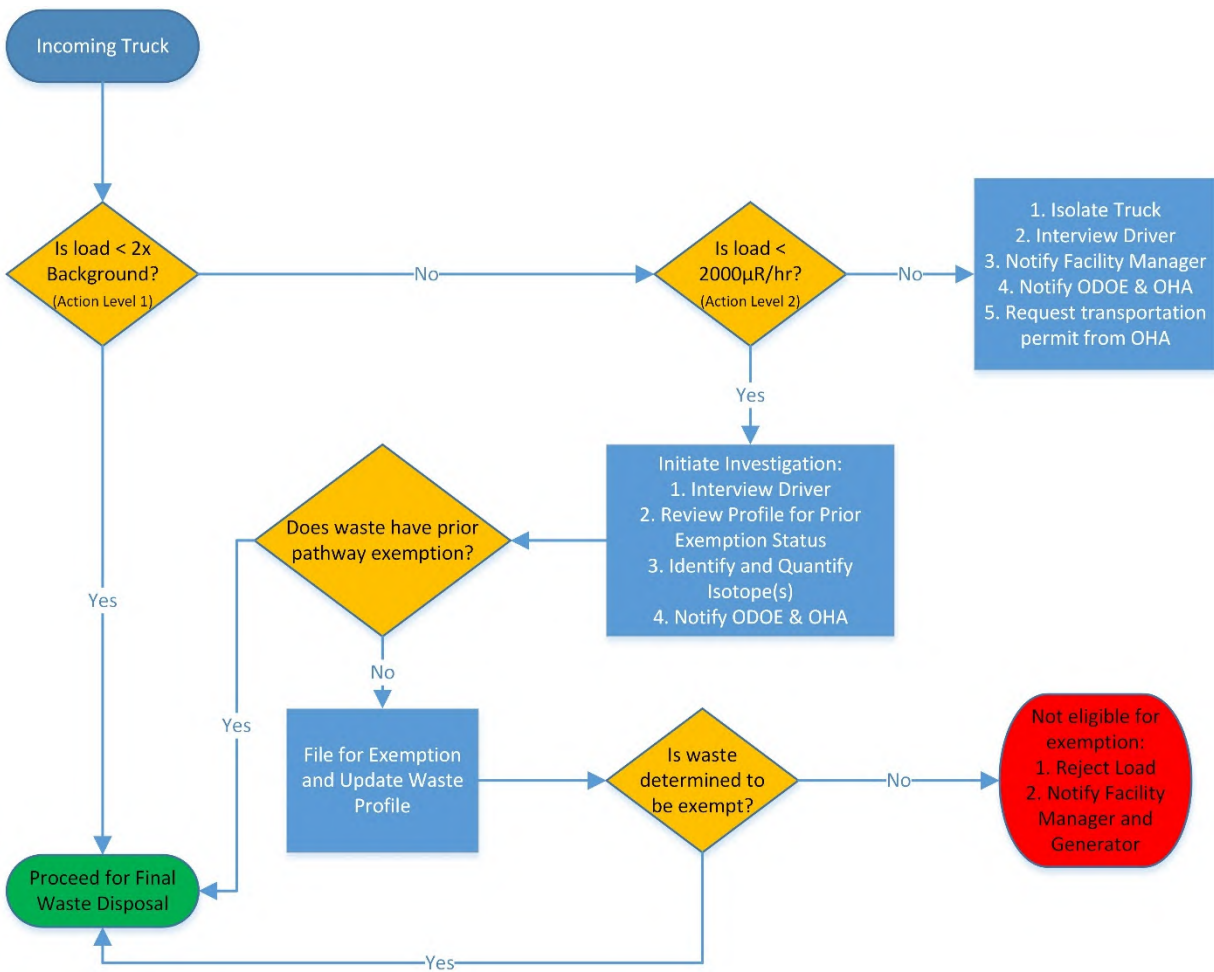 Incoming Truck
Is load < 2x
Background?
(Action Level 1)
No
Is load <
2000µR/hr?
(Action Level 2)
No
1. Isolate Truck
2. Interview Driver
3. Notify Facility Manager
4. Notify ODOE & OHA
5. Request transportation
permit from OHA
Yes
Yes
Initiate Investigation:
1. Interview Driver
2. Review Profile for Prior
Exemption Status
3. Identify and Quantify
Isotope(s)
4. Notify ODOE & OHA
Does waste have prior
pathway exemption?
Yes
No
File for Exemption
and Update Waste
Profile
Is waste
determined to
be exempt?
No
Not eligible for
exemption:
1. Reject Load
2. Notify Facility
Manager and
Generator
Yes
Proceed for Final
Waste Disposal